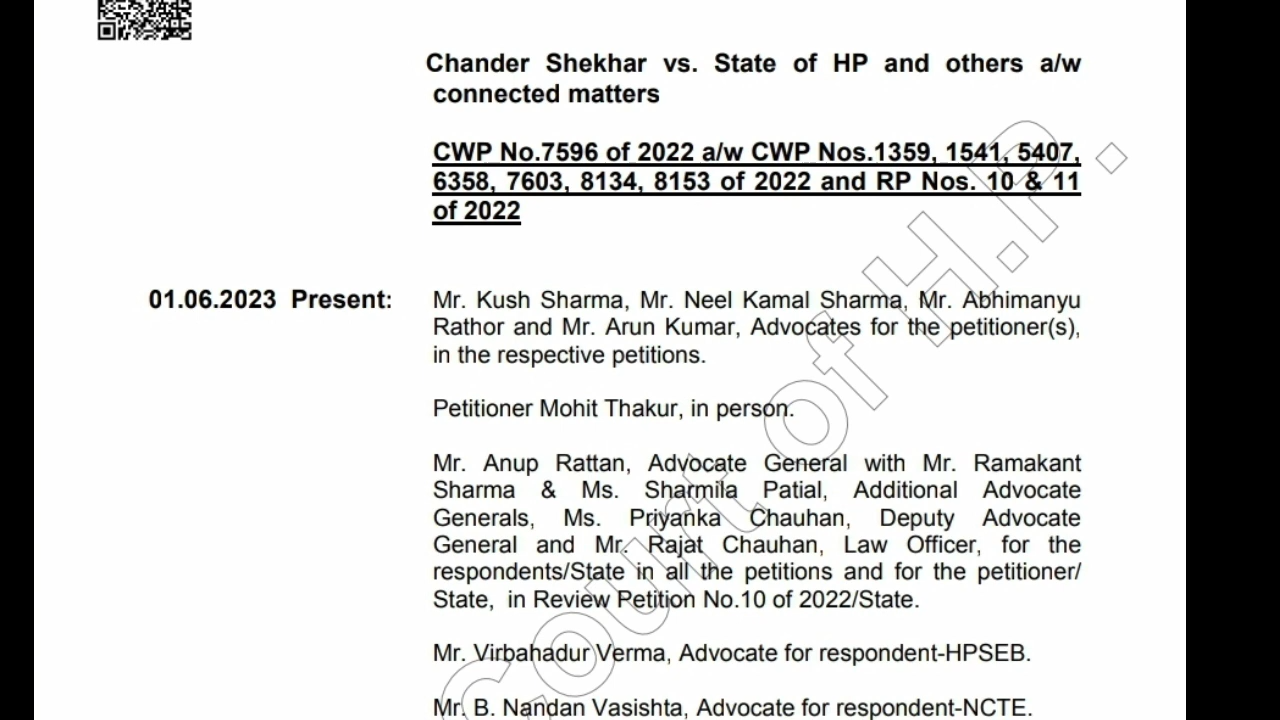 Chander Shekhar vs. State of HP and others a/w
connected matters
CWP No.7596 of 2022 a/w CWP Nos.1359, 1541, 5407,
6358, 7603, 8134, 8153 of 2022 and RP Nos. 10 & 11
of 2022
01.06.2023 Present: Mr. Kush Sharma, Mr. Neel Kamal Sharma, Mr. Abhimanyu
Rathor and Mr. Arun Kumar, Advocates for the petitioner(s),
in the respective petitions.
Petitioner Mohit Thakur, in person.
Mr. Anup Rattan, Advocate General with Mr. Ramakant
Sharma & Ms. Sharmila Patial, Additional Advocate
Generals, Ms. Priyanka Chauhan, Deputy Advocate
General and Mr. Rajat Chauhan, Law Officer, for the
respondents/State in all the petitions and for the petitioner/
State, in Review Petition No.10 of 2022/State.
Mr. Virbahadur Verma, Advocate for respondent-HPSEB.
Mr. B. Nandan Vasishta, Advocate for respondent-NCTE.
Court of H.P.